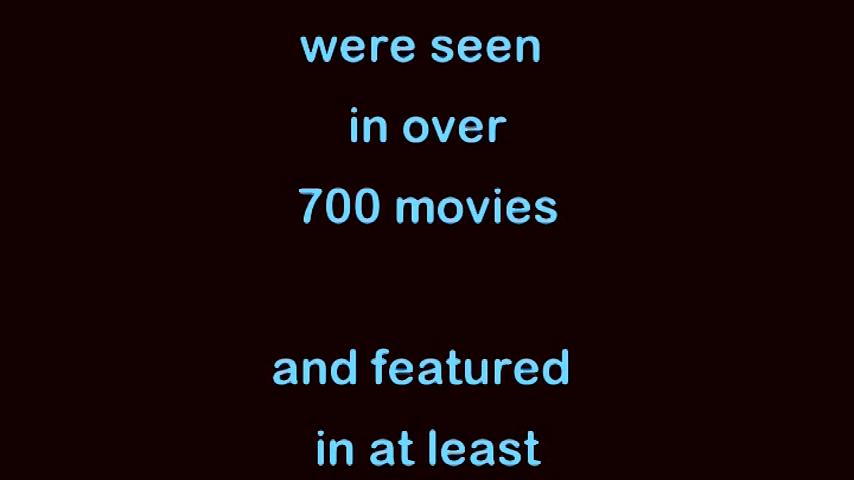 were seen
in over
700 movies
and featured
in at least